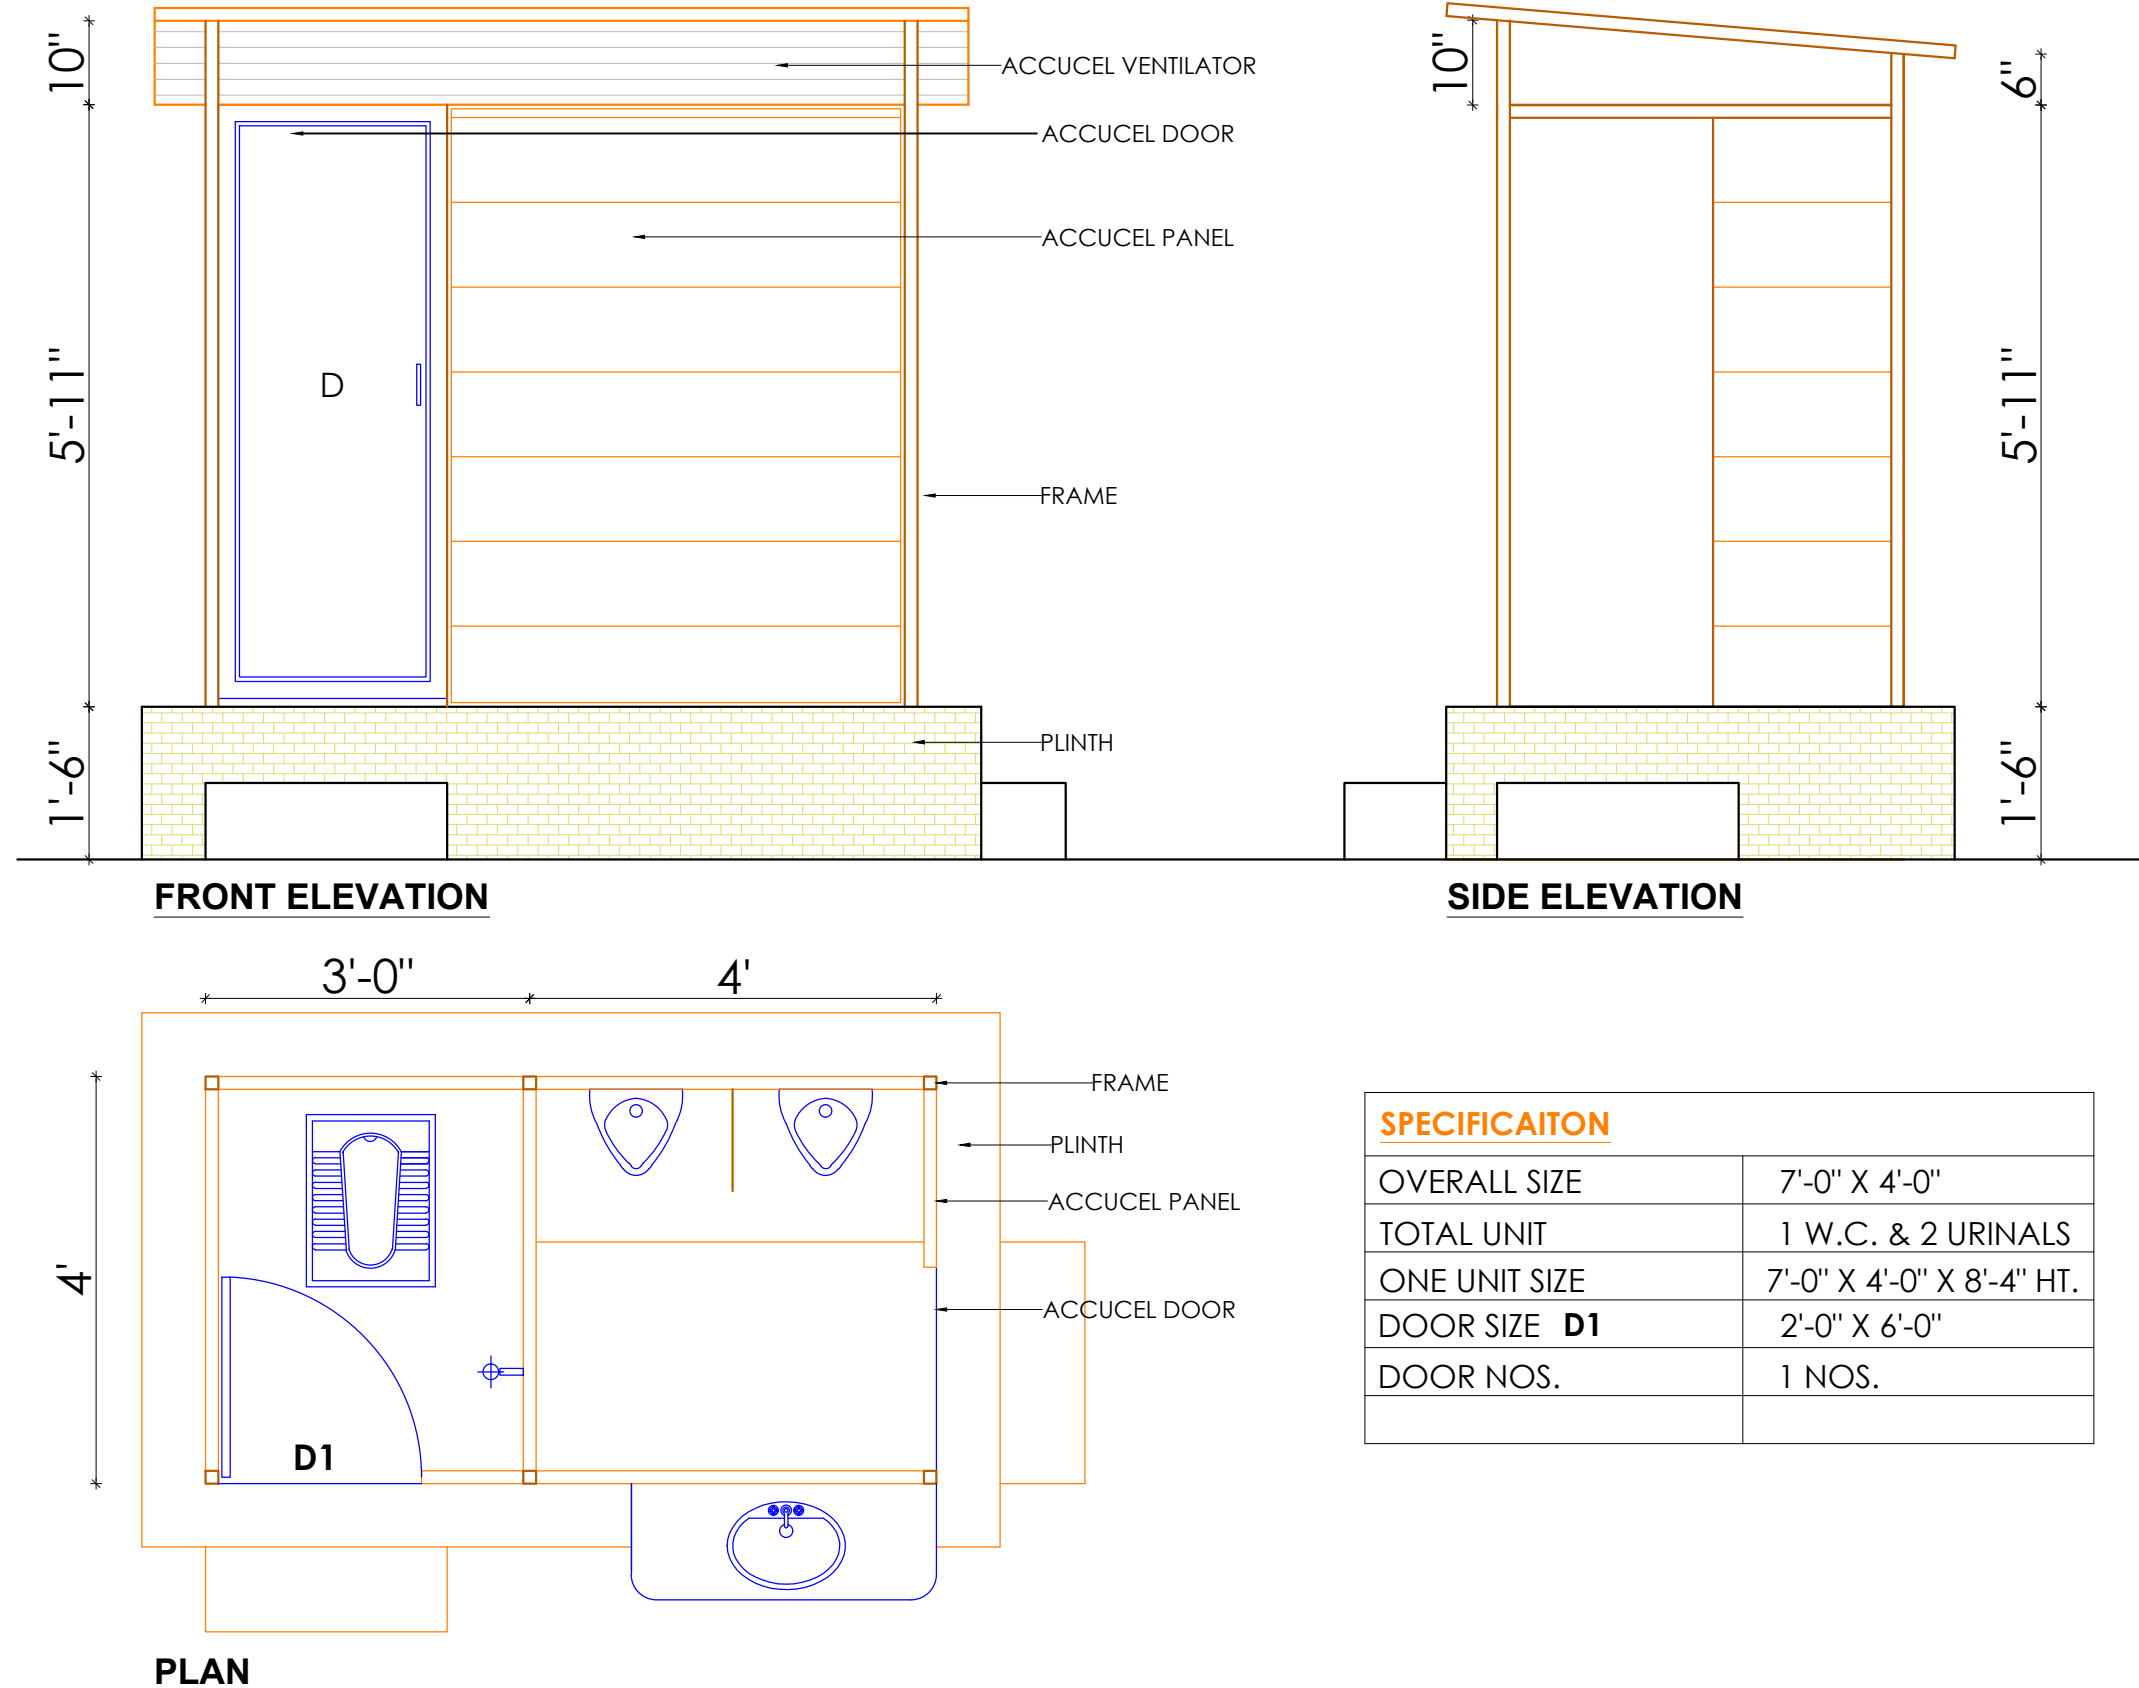 10"
ACCUCEL VENTILATOR
ACCUCEL DOOR
ACCUCEL PANEL
5'-11"
D
FRAME
1'-6"
PLINTH
FRONT ELEVATION
10"
6"
5'-11"
1'-6"
SIDE ELEVATION
3'-0"
4'
4'
FRAME
PLINTH
ACCUCEL PANEL
ACCUCEL DOOR
D1
PLAN
SPECIFICAITON
OVERALL SIZE 7'-0" X 4'-0"
TOTAL UNIT 1 W.C. & 2 URINALS
ONE UNIT SIZE 7'-0" X 4'-0" X 8'-4" HT.
DOOR SIZE D1 2'-0" X 6'-0"
DOOR NOS. 1 NOS.